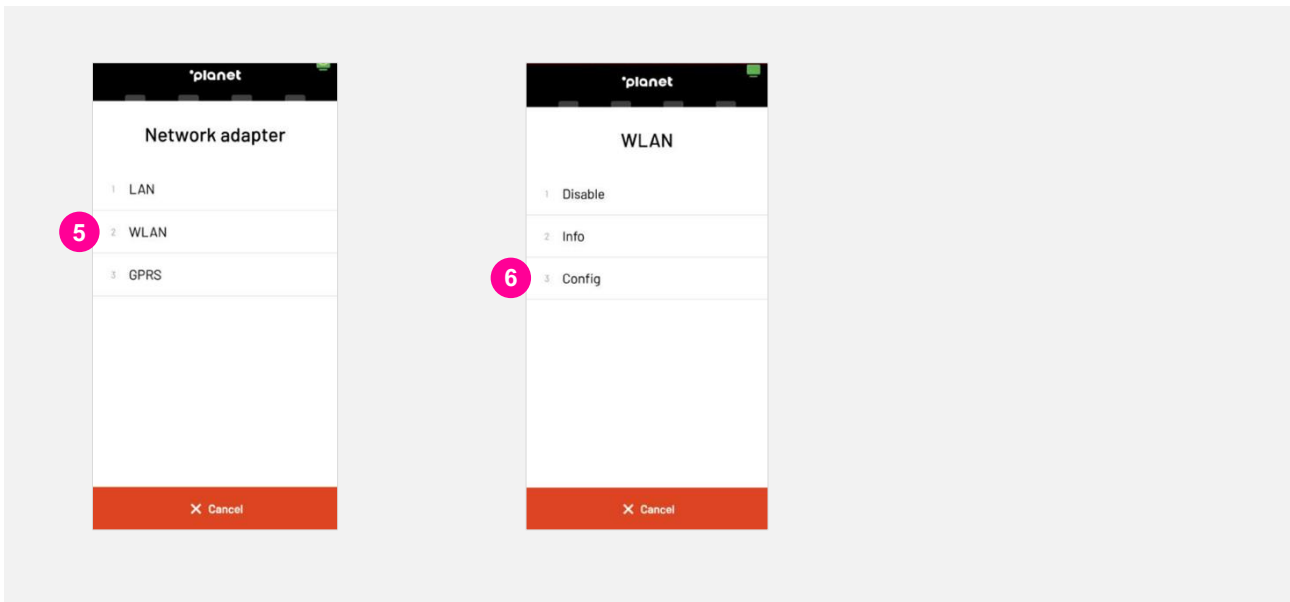 planet
Network adapter
1 LAN
5
2 WLAN
3 GPRS
Cancel
planet
WLAN
1 Disable
2 Info
6
3 Config
Cancel